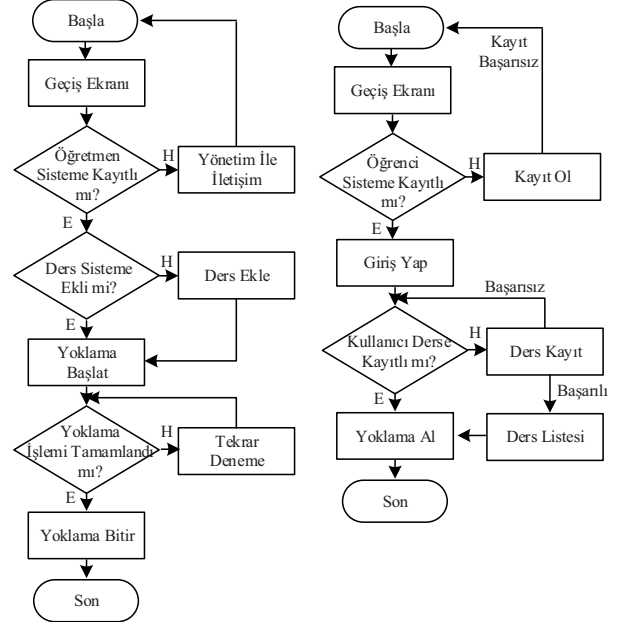 Başla
Geçiş Ekranı
Öğretmen
Sisteme Kayıtlı
mı?
H
Yönetim İle
İletişim
E
Ders Sisteme
Ekli mi?
H
Ders Ekle
E
Yoklama
Başlat
Yoklama
İşlemi Tamamlandı
mı?
H
Tekrar
Deneme
E
Yoklama Bitir
Son
Başla
Kayıt
Başarısız
Geçiş Ekranı
Öğrenci
Sisteme Kayıtlı
mı?
H
Kayıt Ol
E
Giriş Yap
Başarısız
Kullanıcı Derse
Kayıtlı mı?
H
Ders Kayıt
E
Başarılı
Yoklama Al
Ders Listesi
Son